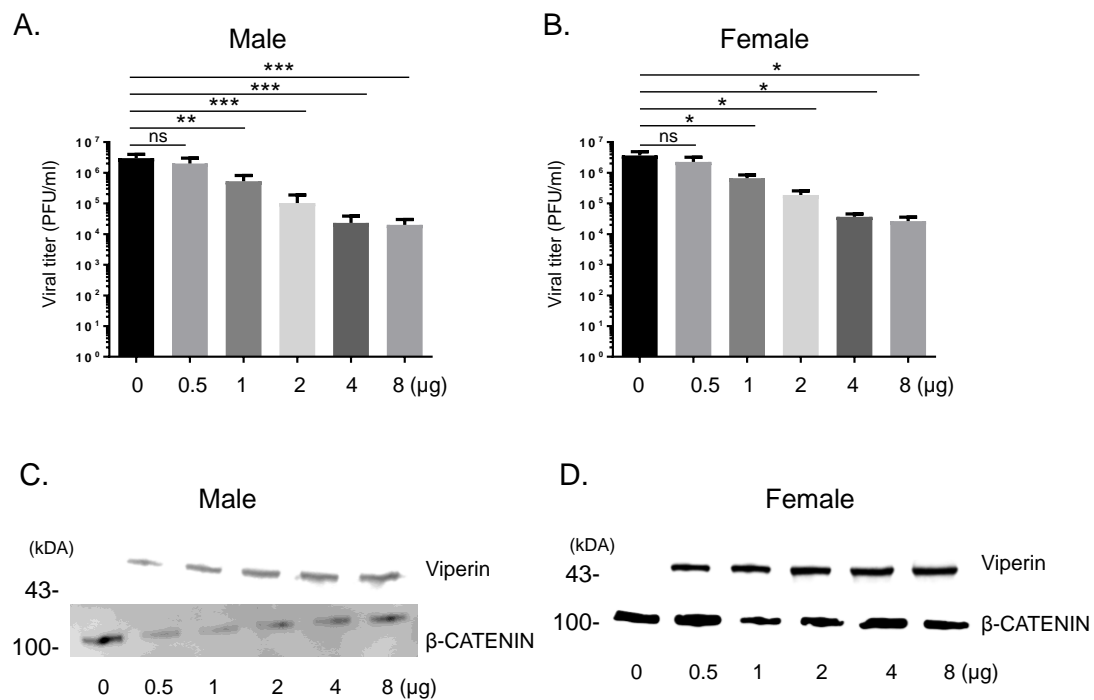 A.
Male
***
***
***
**
ns
Viral titer (PFU/ml)
10⁷
10⁶
10⁵
10⁴
10³
10²
10¹
10⁰
0 0.5 1 2 4 8 (µg)
B.
Female
*
*
*
*
ns
Viral titer (PFU/ml)
10⁷
10⁶
10⁵
10⁴
10³
10²
10¹
10⁰
0 0.5 1 2 4 8 (µg)
C.
Male
(kDA)
43-
100-
Viperin
β-CATENIN
0 0.5 1 2 4 8 (µg)
D.
Female
(kDA)
43-
100-
Viperin
β-CATENIN
0 0.5 1 2 4 8 (µg)